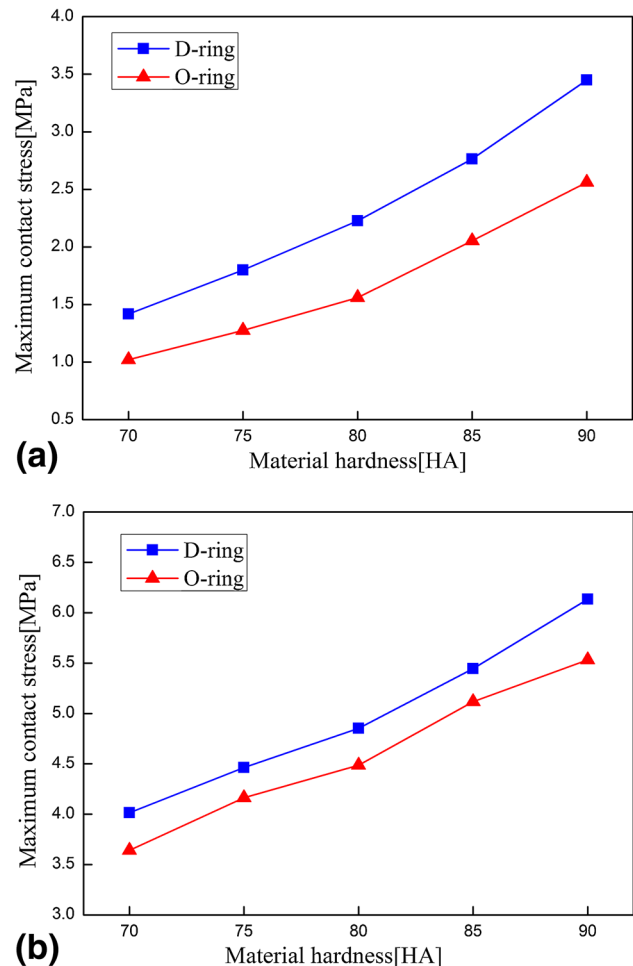 4.0
3.5
3.0
2.5
2.0
1.5
1.0
0.5
Maximum contact stress[MPa]
D-ring
O-ring
70 75 80 85 90
Material hardness[HA]
(a)
7.0
6.5
6.0
5.5
5.0
4.5
4.0
3.5
3.0
Maximum contact stress[MPa]
D-ring
O-ring
70 75 80 85 90
Material hardness[HA]
(b)